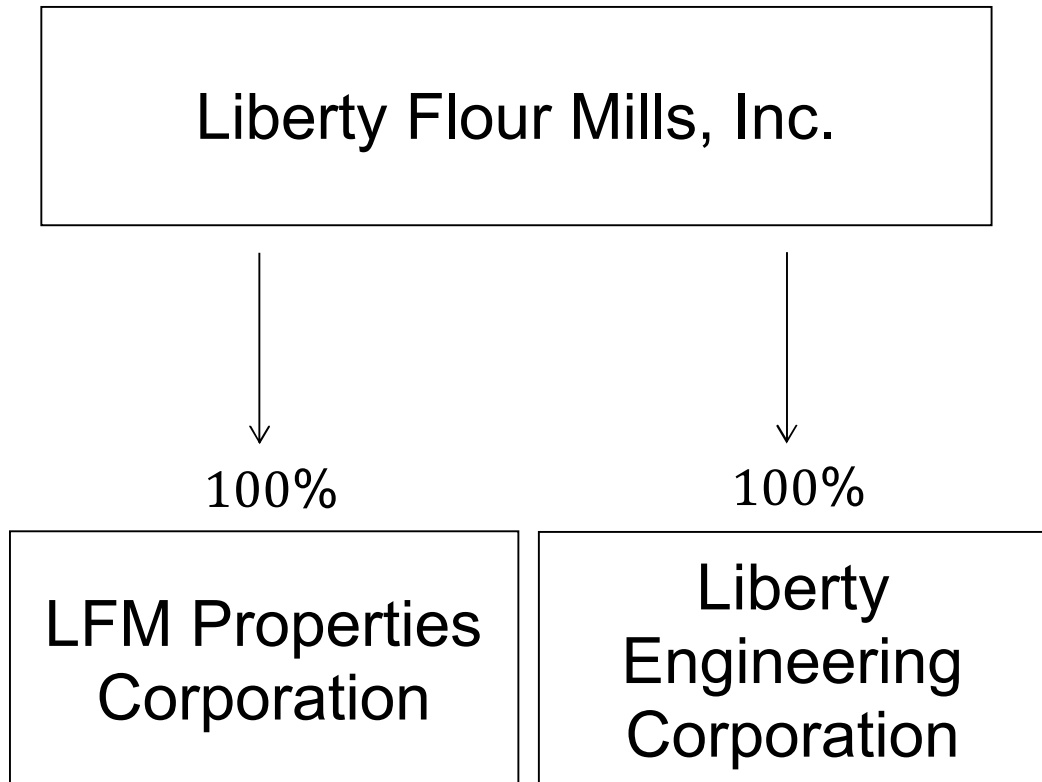 Liberty Flour Mills, Inc.
100%
100%
LFM Properties
Corporation
Liberty
Engineering
Corporation